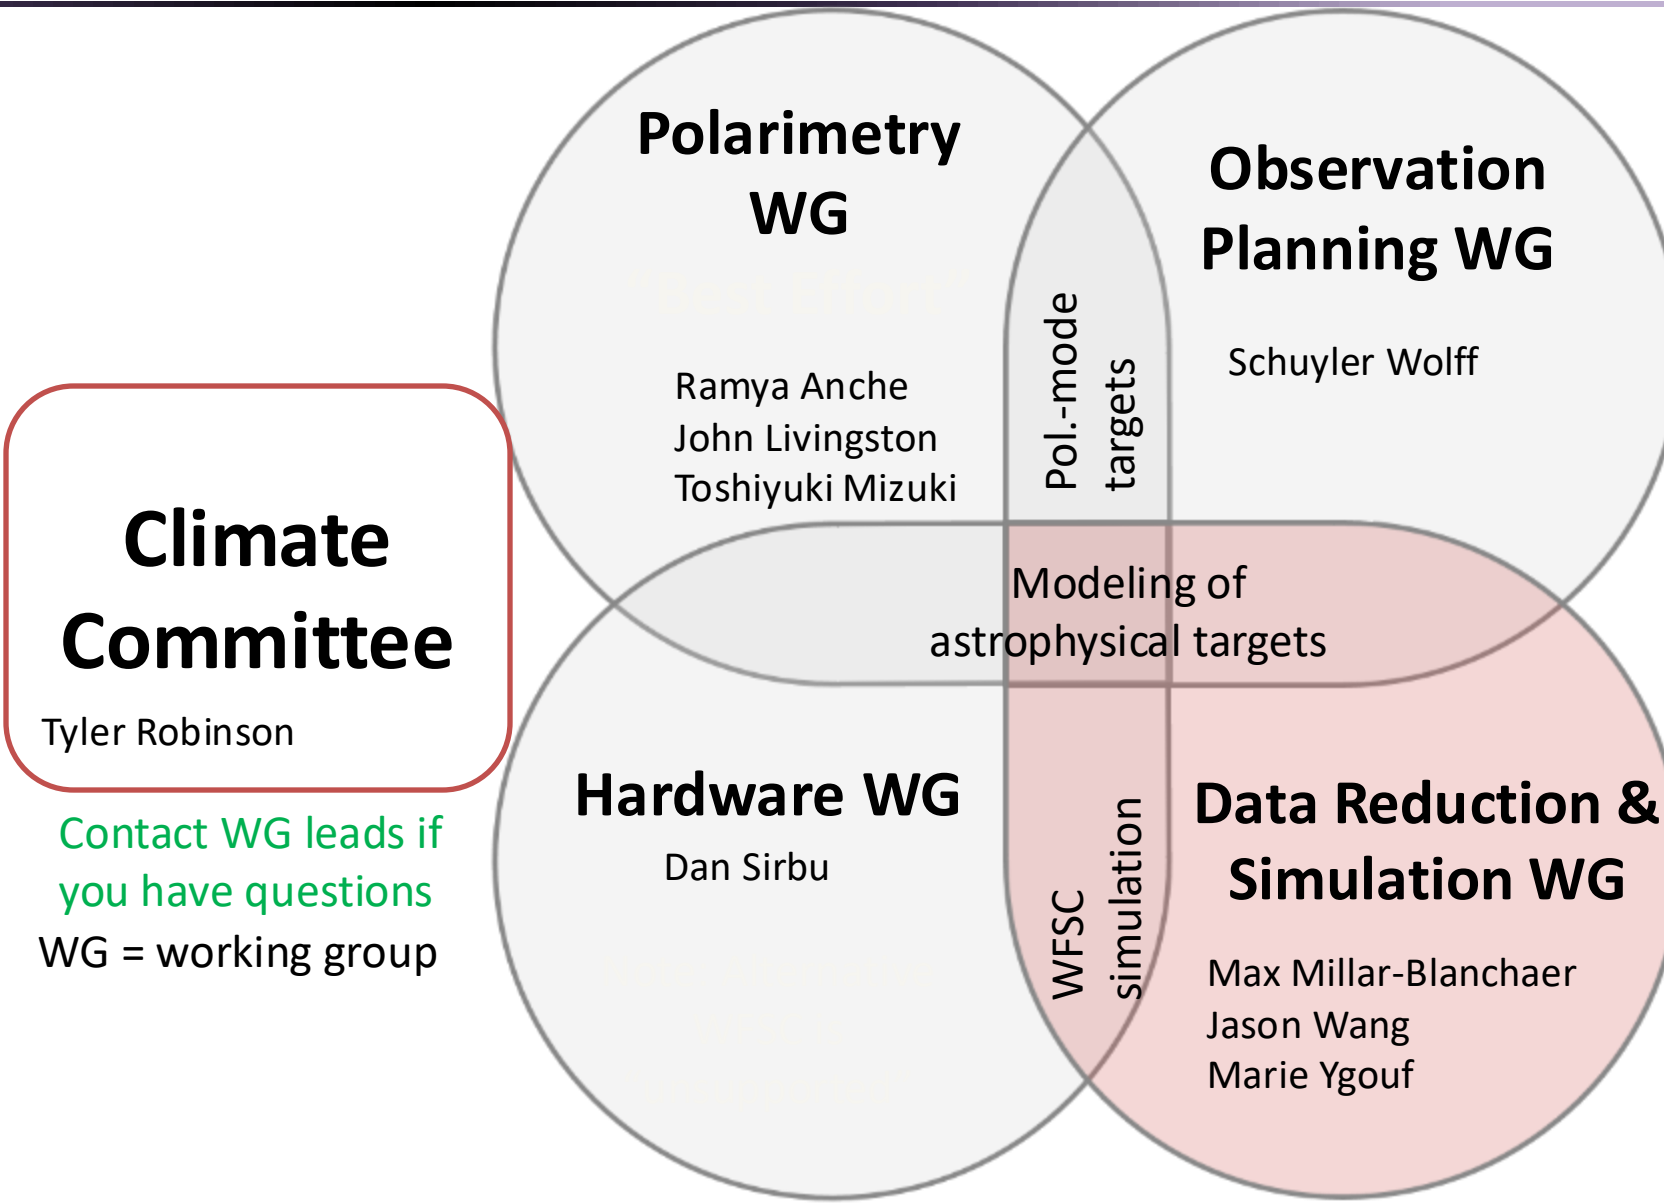 Polarimetry
WG
"Best Effort"
Ramya Anche
John Livingston
Toshiyuki Mizuki
Observation
Planning WG
Schuyler Wolff
Pol.-mode
targets
Climate
Committee
Tyler Robinson
Contact WG leads if
you have questions
WG = working group
Modeling of
astrophysical targets
Hardware WG
Dan Sirbu
WFSC
simulation
Data Reduction &
Simulation WG
Max Millar-Blanchaer
Jason Wang
Marie Ygouf